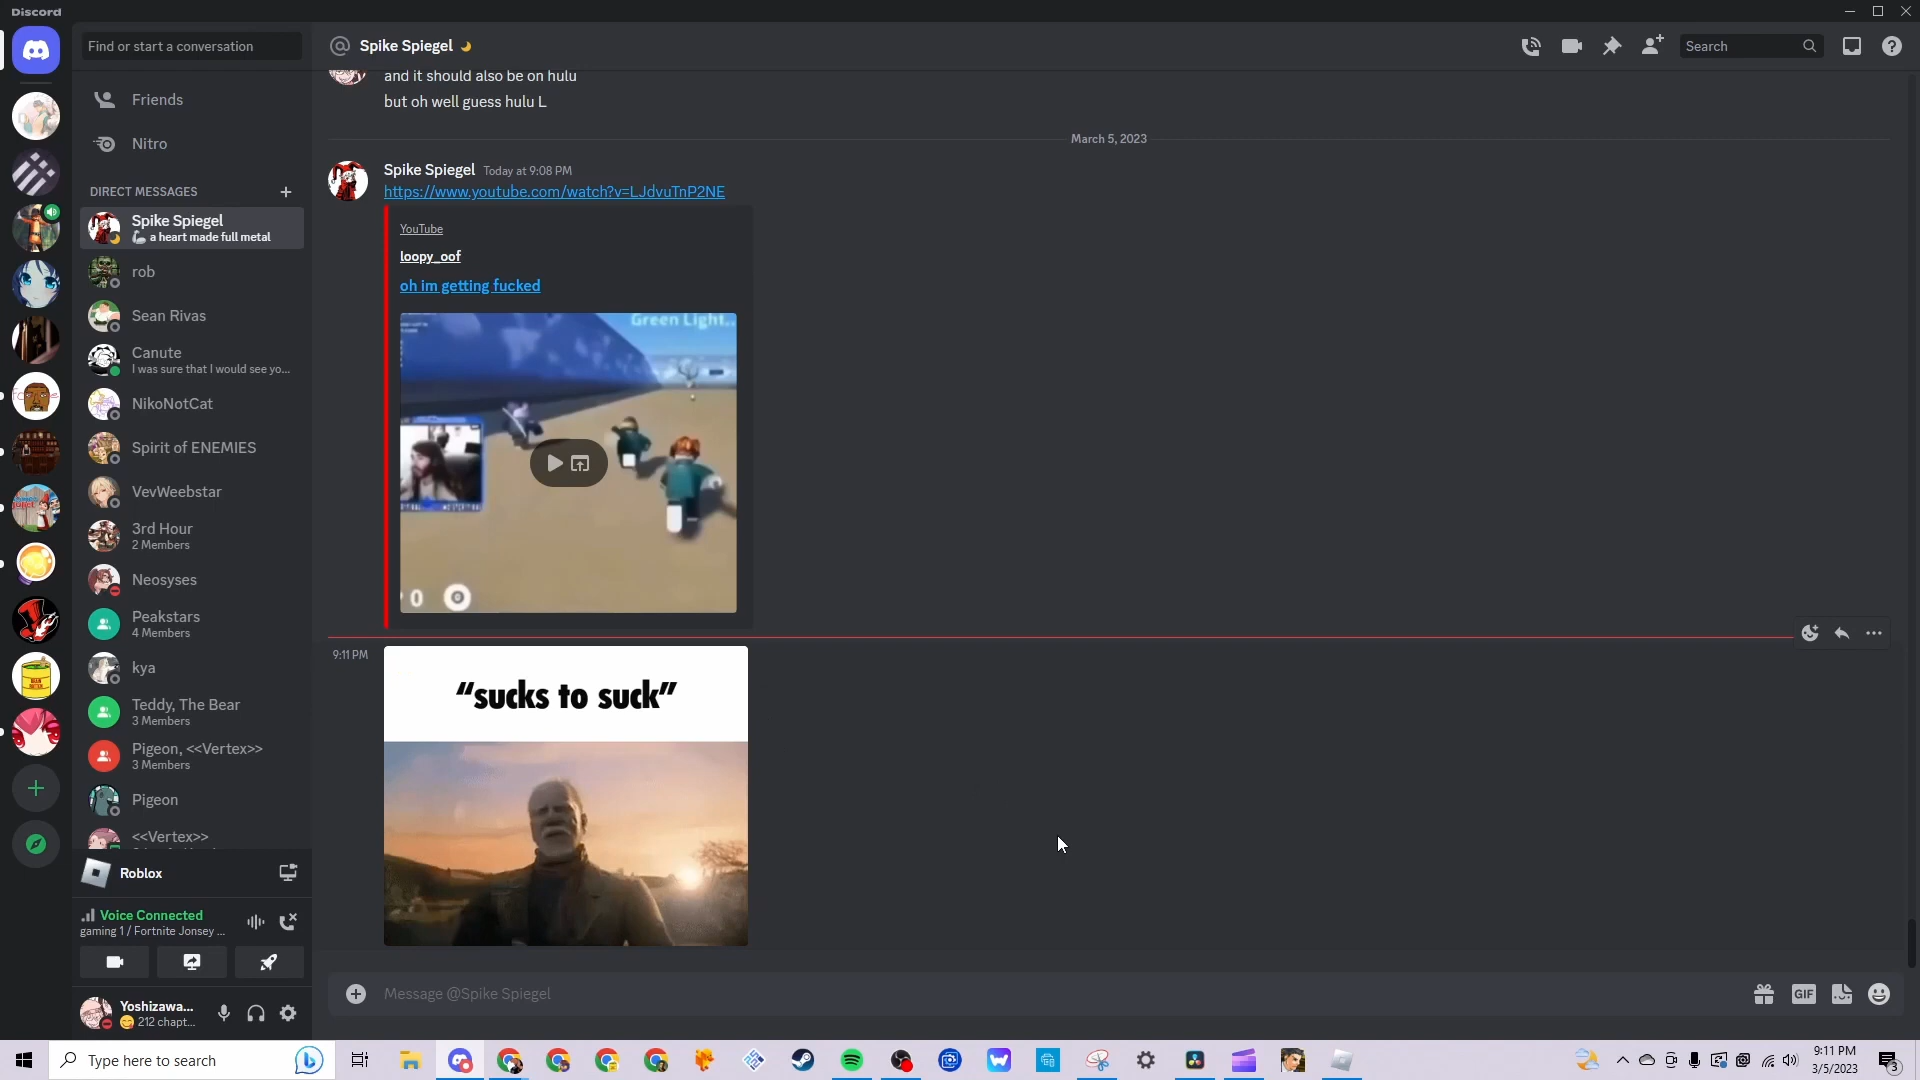 Discord
Find or start a conversation
Friends
Nitro
DIRECT MESSAGES
Spike Spiegel
a heart made full metal
rob
Sean Rivas
Canute
I was sure that I would see yo...
NikoNotCat
Spirit of ENEMIES
VevWeebstar
3rd Hour
2 Members
Neosyses
Peakstars
4 Members
kya
Teddy, The Bear
3 Members
Pigeon, <<Vertex>>
3 Members
Pigeon
<<Vertex>>
Roblox
Voice Connected
gaming 1 / Fortnite Jonsey ...
Yoshizawa...
212 chapt...
Spike Spiegel
Search
and it should also be on hulu
but oh well guess hulu L
March 5, 2023
Spike Spiegel Today at 9:08 PM
https://www.youtube.com/watch?v=LJdvuTnP2NE
YouTube
loopy_oof
oh im getting fucked
Green Light..
0
9:11 PM
“sucks to suck”
Message @Spike Spiegel
GIF
Type here to search
9:11 PM
3/5/2023
3